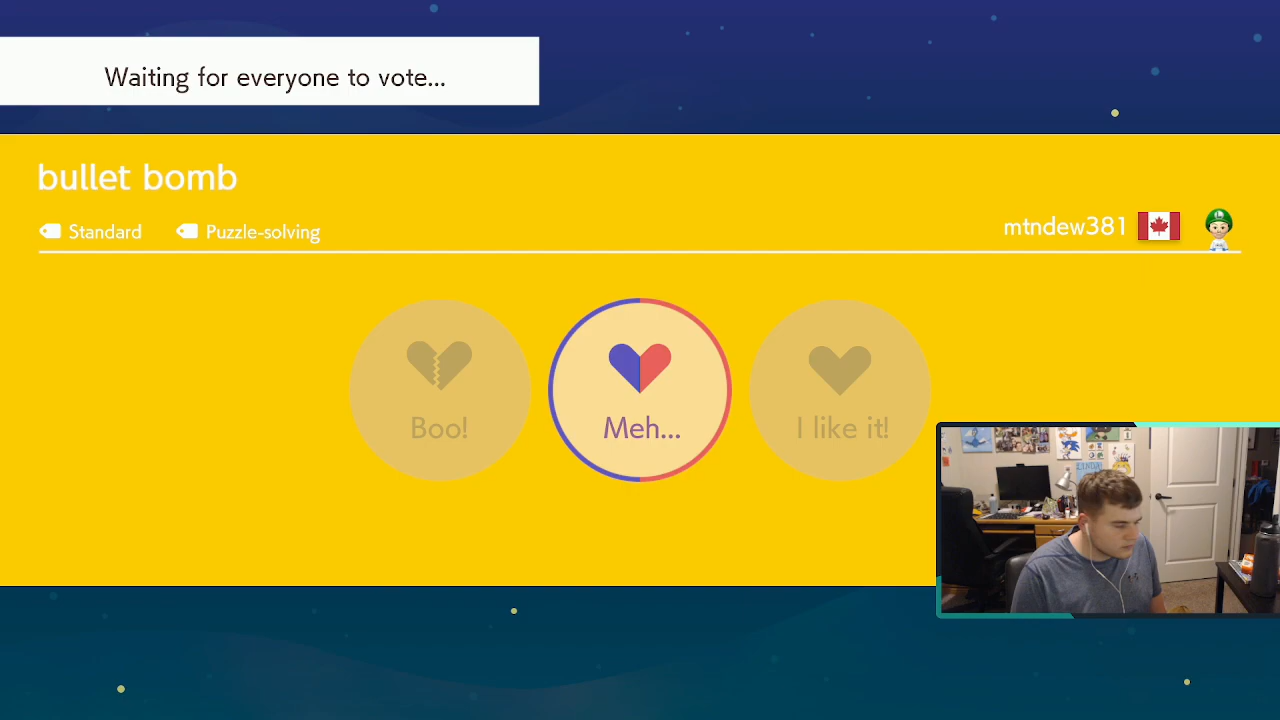 Waiting for everyone to vote...
bullet bomb
Standard
Puzzle-solving
mtndew381
Boo!
Meh...
I like it!